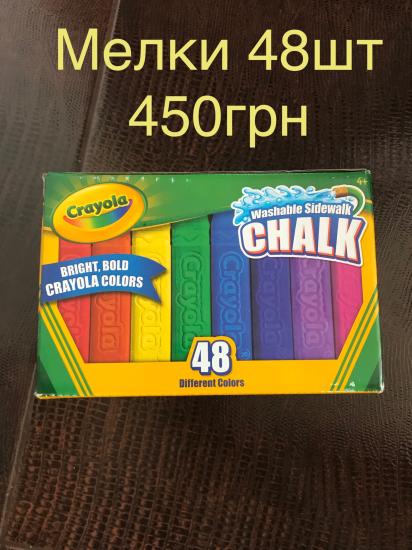 Мелки 48шт
450грн
4+
Crayola
Washable Sidewalk
CHALK
BRIGHT, BOLD
CRAYOLA COLORS
Crayola
Crayola
Crayola
Crayola
Crayola
Crayola
48
Different Colors